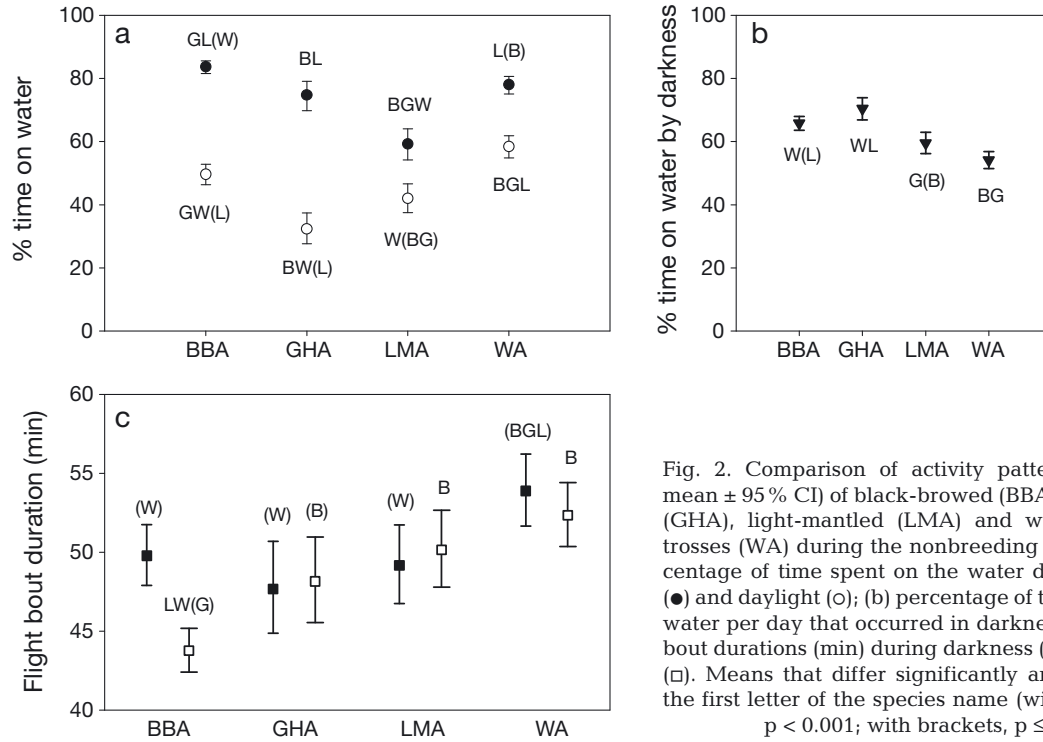 a
% time on water
100
80
60
40
20
0
GL(W)
BL
BGW
L(B)
GW(L)
BW(L)
W(BG)
BGL
BBA GHA LMA WA
b
% time on water by darkness
100
80
60
40
20
0
W(L)
WL
G(B)
BG
BBA GHA LMA WA
c
Flight bout duration (min)
60
55
50
45
40
(W)
LW(G)
(W)
(B)
(W)
B
(BGL)
B
BBA GHA LMA WA
Fig. 2. Comparison of activity patte
mean ± 95% CI) of black-browed (BBA
(GHA), light-mantled (LMA) and w
trosses (WA) during the nonbreeding
centage of time spent on the water d
(●) and daylight (○); (b) percentage of t
water per day that occurred in darkne
bout durations (min) during darkness (
(□). Means that differ significantly ar
the first letter of the species name (wi
p < 0.001; with brackets, p ≤